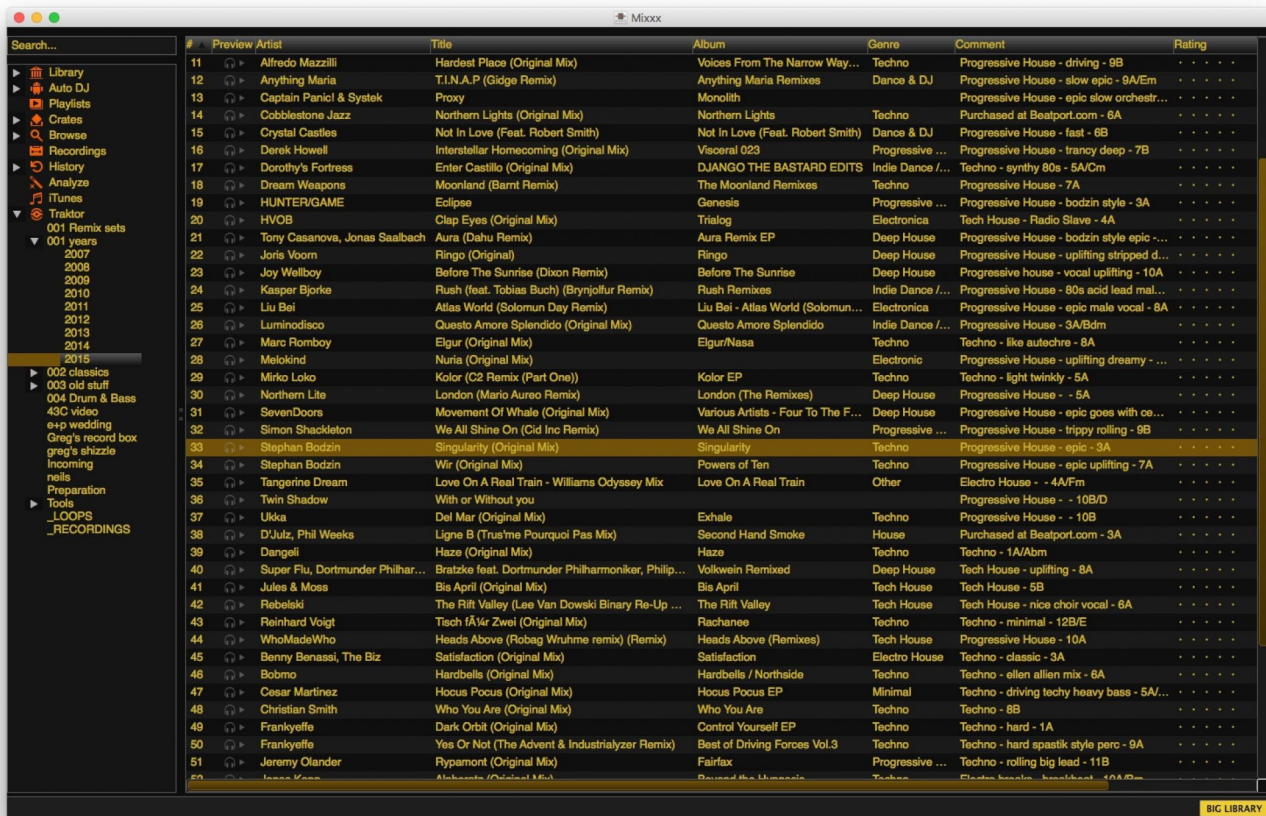 Mixxx
Search...
Library
Auto DJ
Playlists
Crates
Browse
Recordings
History
Analyze
iTunes
Traktor
001 Remix sets
001 years
2007
2008
2009
2010
2011
2012
2013
2014
2015
002 classics
003 old stuff
004 Drum & Bass
43C video
e+p wedding
Greg's record box
greg's shizzle
Incoming
neils
Preparation
Tools
_LOOPS
_RECORDINGS
# Preview Artist Title Album Genre Comment Rating
11 Alfredo Mazzilli Hardest Place (Original Mix) Voices From The Narrow Way... Techno Progressive House - driving - 9B
12 Anything Maria T.I.N.A.P (Gidge Remix) Anything Maria Remixes Dance & DJ Progressive House - slow epic - 9A/Em
13 Captain Panic! & Systek Proxy Monolith Progressive House - epic slow orchestr...
14 Cobblestone Jazz Northern Lights (Original Mix) Northern Lights Techno Purchased at Beatport.com - 6A
15 Crystal Castles Not In Love (Feat. Robert Smith) Not In Love (Feat. Robert Smith) Dance & DJ Progressive House - fast - 6B
16 Derek Howell Interstellar Homecoming (Original Mix) Visceral 023 Progressive ... Progressive House - trancy deep - 7B
17 Dorothy's Fortress Enter Castillo (Original Mix) DJANGO THE BASTARD EDITS Indie Dance /... Techno - synthy 80s - 5A/Cm
18 Dream Weapons Moonland (Barnt Remix) The Moonland Remixes Techno Progressive House - 7A
19 HUNTER/GAME Eclipse Genesis Progressive ... Progressive House - bodzin style - 3A
20 HVOB Clap Eyes (Original Mix) Trialog Electronica Tech House - Radio Slave - 4A
21 Tony Casanova, Jonas Saalbach Aura (Dahu Remix) Aura Remix EP Deep House Progressive House - bodzin style epic -...
22 Joris Voorn Ringo (Original) Ringo Deep House Progressive House - uplifting stripped d...
23 Joy Wellboy Before The Sunrise (Dixon Remix) Before The Sunrise Deep House Progressive house - vocal uplifting - 10A
24 Kasper Bjorke Rush (feat. Tobias Buch) (Brynjolfur Remix) Rush Remixes Indie Dance /... Progressive House - 80s acid lead mal...
25 Liu Bei Atlas World (Solomun Day Remix) Liu Bei - Atlas World (Solomun... Electronica Progressive House - epic male vocal - 8A
26 Luminodisco Questo Amore Splendido (Original Mix) Questo Amore Splendido Indie Dance /... Progressive House - 3A/Bdm
27 Marc Romboy Elgur (Original Mix) Elgur/Nasa Techno Techno - like autechre - 8A
28 Melokind Nuria (Original Mix) Electronic Progressive House - uplifting dreamy - ...
29 Mirko Loko Kolor (C2 Remix (Part One)) Kolor EP Techno Techno - light twinkly - 5A
30 Northern Lite London (Mario Aureo Remix) London (The Remixes) Deep House Progressive House - - 5A
31 SevenDoors Movement Of Whale (Original Mix) Various Artists - Four To The F... Deep House Progressive House - epic goes with ce...
32 Simon Shackleton We All Shine On (Cid Inc Remix) We All Shine On Progressive ... Progressive House - trippy rolling - 9B
33 Stephan Bodzin Singularity (Original Mix) Singularity Techno Progressive House - epic - 3A
34 Stephan Bodzin Wir (Original Mix) Powers of Ten Techno Progressive House - epic uplifting - 7A
35 Tangerine Dream Love On A Real Train - Williams Odyssey Mix Love On A Real Train Other Electro House - - 4A/Fm
36 Twin Shadow With or Without you Progressive House - - 10B/D
37 Ukka Del Mar (Original Mix) Exhale Techno Progressive House - - 10B
38 D'Julz, Phil Weeks Ligne B (Trus'me Pourquoi Pas Mix) Second Hand Smoke House Purchased at Beatport.com - 3A
39 Dangeli Haze (Original Mix) Haze Techno Techno - 1A/Abm
40 Super Flu, Dortmunder Philhar... Bratzke feat. Dortmunder Philharmoniker, Philip... Volkwein Remixed Deep House Tech House - uplifting - 8A
41 Jules & Moss Bis April (Original Mix) Bis April Tech House Tech House - 5B
42 Rebelski The Rift Valley (Lee Van Dowski Binary Re-Up ... The Rift Valley Tech House Tech House - nice choir vocal - 6A
43 Reinhard Voigt Tisch fÃ¼r Zwei (Original Mix) Rachanee Techno Techno - minimal - 12B/E
44 WhoMadeWho Heads Above (Robag Wruhme remix) (Remix) Heads Above (Remixes) Tech House Progressive House - 10A
45 Benny Benassi, The Biz Satisfaction (Original Mix) Satisfaction Electro House Techno - classic - 3A
46 Bobmo Hardbells (Original Mix) Hardbells / Northside Techno Techno - ellen allien mix - 6A
47 Cesar Martinez Hocus Pocus (Original Mix) Hocus Pocus EP Minimal Techno - driving techy heavy bass - 5A/...
48 Christian Smith Who You Are (Original Mix) Who You Are Techno Techno - 8B
49 Frankyeffe Dark Orbit (Original Mix) Control Yourself EP Techno Techno - hard - 1A
50 Frankyeffe Yes Or Not (The Advent & Industrialyzer Remix) Best of Driving Forces Vol.3 Techno Techno - hard spastik style perc - 9A
51 Jeremy Olander Rypamont (Original Mix) Fairfax Progressive ... Techno - rolling big lead - 11B
BIG LIBRARY